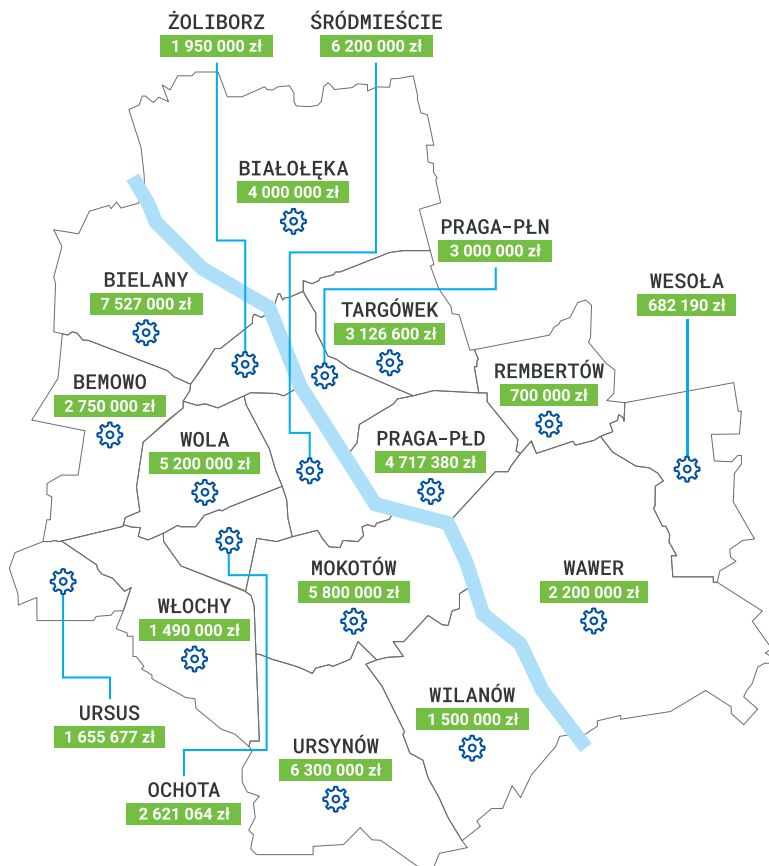 ŻOLIBORZ
1 950 000 zł
ŚRÓDMIEŚCIE
6 200 000 zł
BIAŁOŁĘKA
4 000 000 zł
PRAGA-PŁN
3 000 000 zł
BIELANY
7 527 000 zł
TARGÓWEK
3 126 600 zł
WESOŁA
682 190 zł
BEMOWO
2 750 000 zł
REMBERTÓW
700 000 zł
WOLA
5 200 000 zł
PRAGA-PŁD
4 717 380 zł
MOKOTÓW
5 800 000 zł
WAWER
2 200 000 zł
WŁOCHY
1 490 000 zł
URSUS
1 655 677 zł
WILANÓW
1 500 000 zł
URSYNÓW
6 300 000 zł
OCHOTA
2 621 064 zł